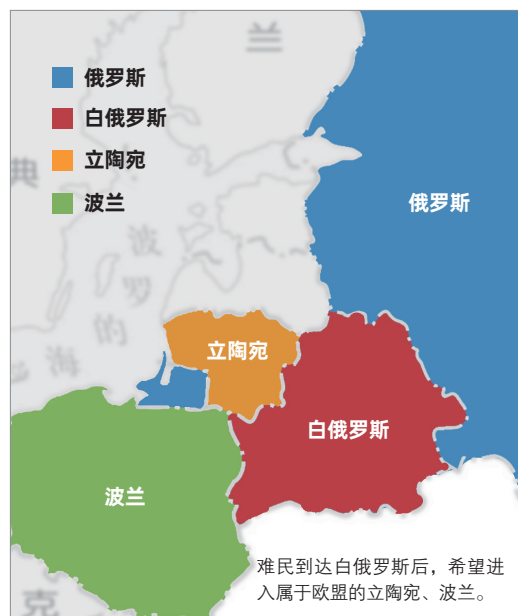 兰
俄罗斯
白俄罗斯
立陶宛
波兰
典
俄罗斯
波
罗
的
海
立陶宛
白俄罗斯
波兰
难民到达白俄罗斯后，希望进
入属于欧盟的立陶宛、波兰。
克